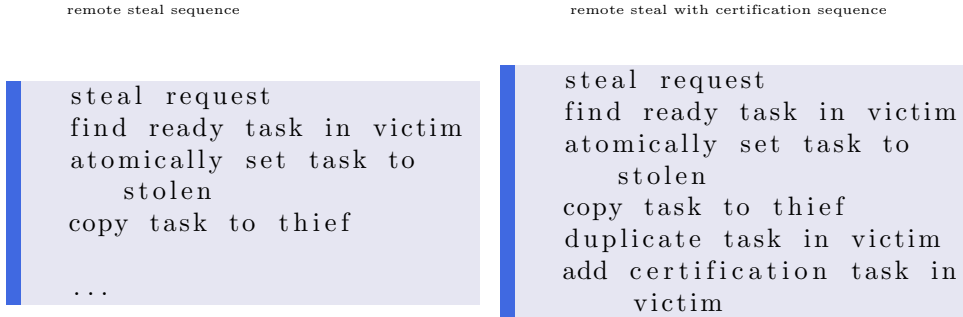 remote steal sequence
steal request
find ready task in victim
atomically set task to
stolen
copy task to thief
...
remote steal with certification sequence
steal request
find ready task in victim
atomically set task to
stolen
copy task to thief
duplicate task in victim
add certification task in
victim